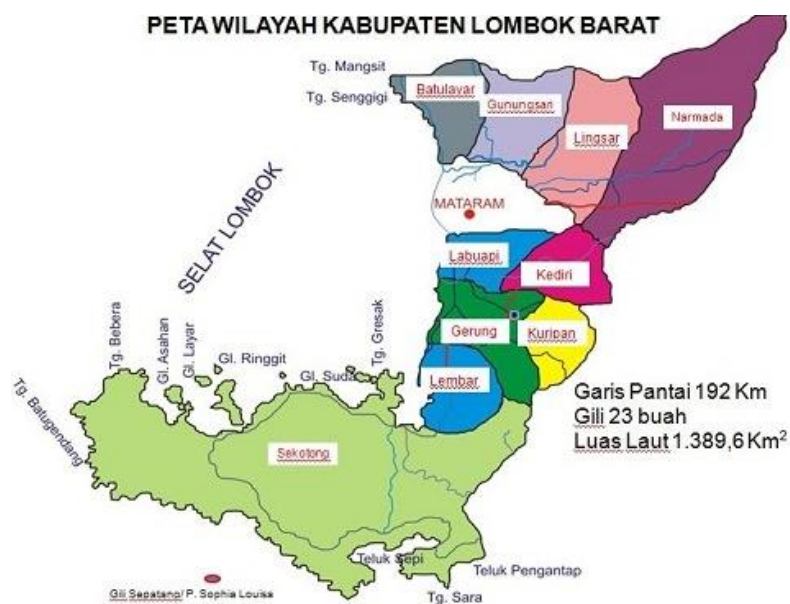 PETA WILAYAH KABUPATEN LOMBOK BARAT
Tg. Mangsit
Tg. Senggigi
Batulayar
Gunungsari
Lingsar
Narmada
MATARAM
SELAT LOMBOK
Labuapi
Kediri
Gerung
Kuripan
Lembar
Tg. Bebera
Gl. Asahan
Gl. Layar
Gl. Ringgit
Gl. Suda
Tg. Gresak
Tg. Batugendang
Sekotong
Garis Pantai 192 Km
Gili 23 buah
Luas Laut 1.389,6 Km²
Teluk Sepi
Teluk Pengantap
Tg. Sara
Gili Sepatang/ P. Sophia Louisa